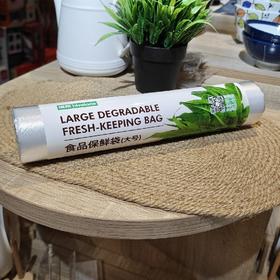 LARGE DEGRADABLE
FRESH-KEEPING BAG
食品保鲜袋(大号)